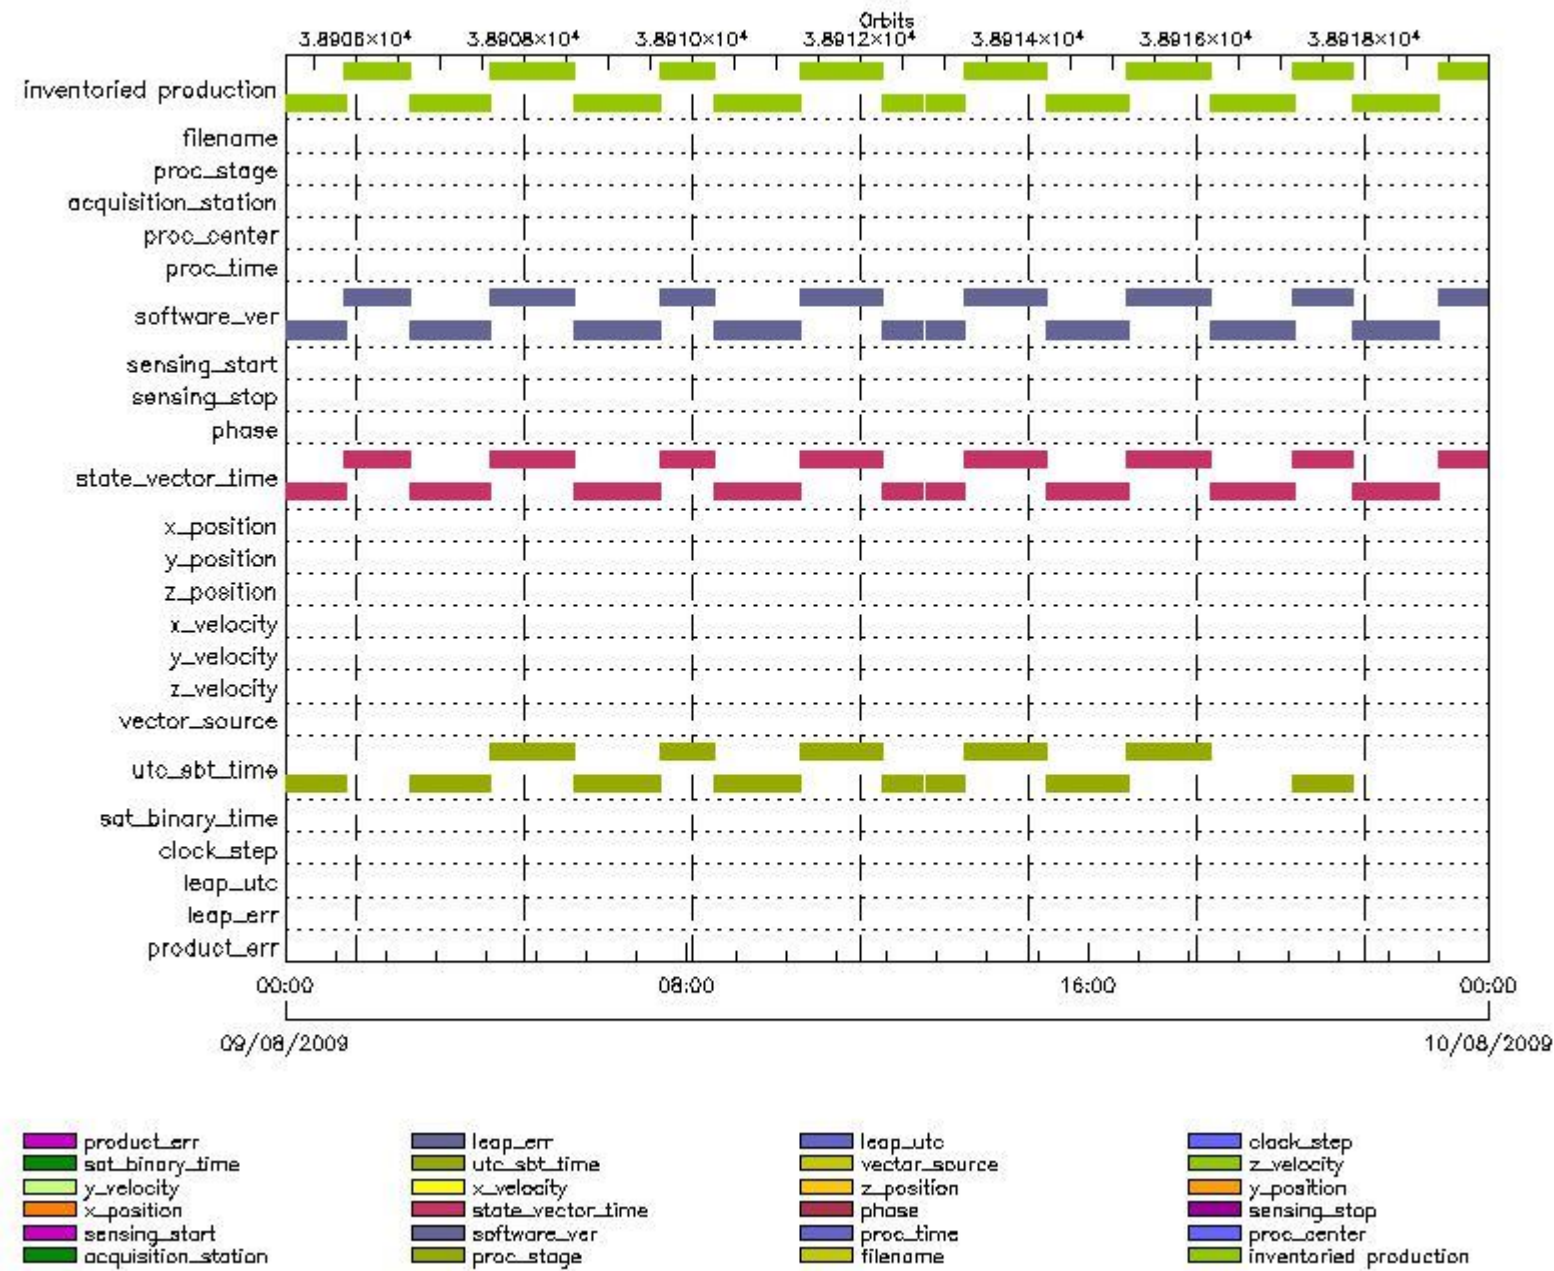 Orbits
3.8906×10⁴ 3.8908×10⁴ 3.8910×10⁴ 3.8912×10⁴ 3.8914×10⁴ 3.8916×10⁴ 3.8918×10⁴
inventoried production
filename
proc_stage
acquisition_station
proc_center
proc_time
software_ver
sensing_start
sensing_stop
phase
state_vector_time
x_position
y_position
z_position
x_velocity
y_velocity
z_velocity
vector_source
utc_sbt_time
sat_binary_time
clock_step
leap_utc
leap_err
product_err
00:00 08:00 16:00 00:00
09/08/2009 10/08/2009
product_err leap_err leap_utc clock_step
sat_binary_time utc_sbt_time vector_source z_velocity
y_velocity x_velocity z_position y_position
x_position state_vector_time phase sensing_stop
sensing_start software_ver proc_time proc_center
acquisition_station proc_stage filename inventoried production